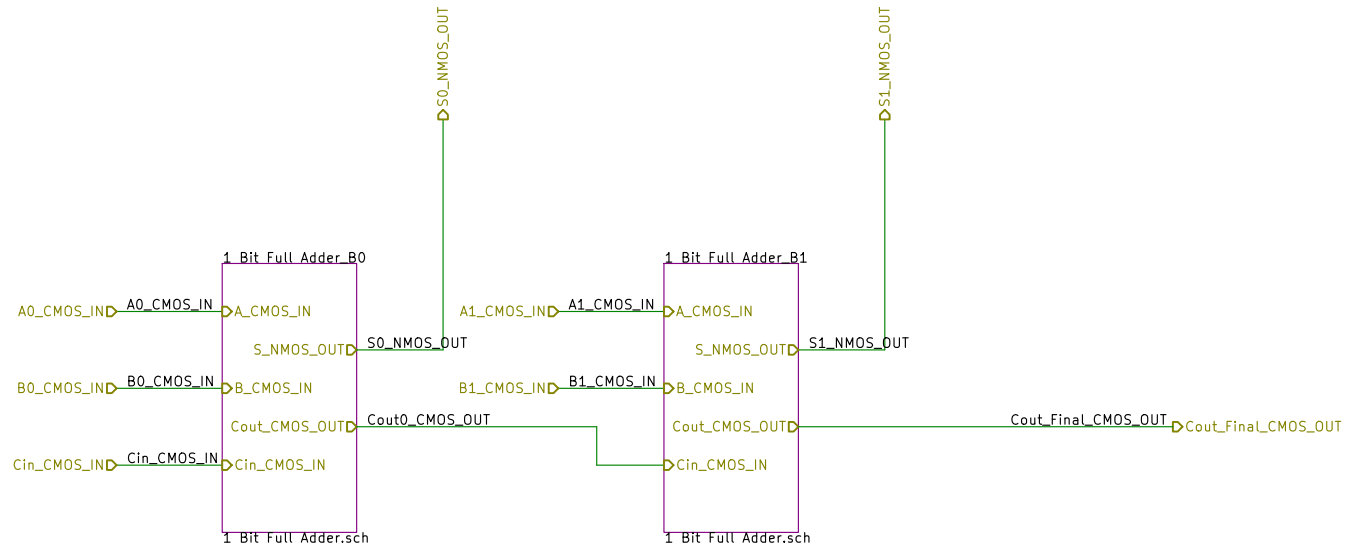 S0_NMOS_OUT
S1_NMOS_OUT
1 Bit Full Adder_B0
1 Bit Full Adder_B1
A0_CMOS_IN
A0_CMOS_IN
A_CMOS_IN
A1_CMOS_IN
A1_CMOS_IN
A_CMOS_IN
S_NMOS_OUT
S0_NMOS_OUT
S_NMOS_OUT
S1_NMOS_OUT
B0_CMOS_IN
B0_CMOS_IN
B_CMOS_IN
B1_CMOS_IN
B1_CMOS_IN
B_CMOS_IN
Cout_CMOS_OUT
Cout0_CMOS_OUT
Cout_CMOS_OUT
Cout_Final_CMOS_OUT
Cout_Final_CMOS_OUT
Cin_CMOS_IN
Cin_CMOS_IN
Cin_CMOS_IN
Cin_CMOS_IN
1 Bit Full Adder.sch
1 Bit Full Adder.sch